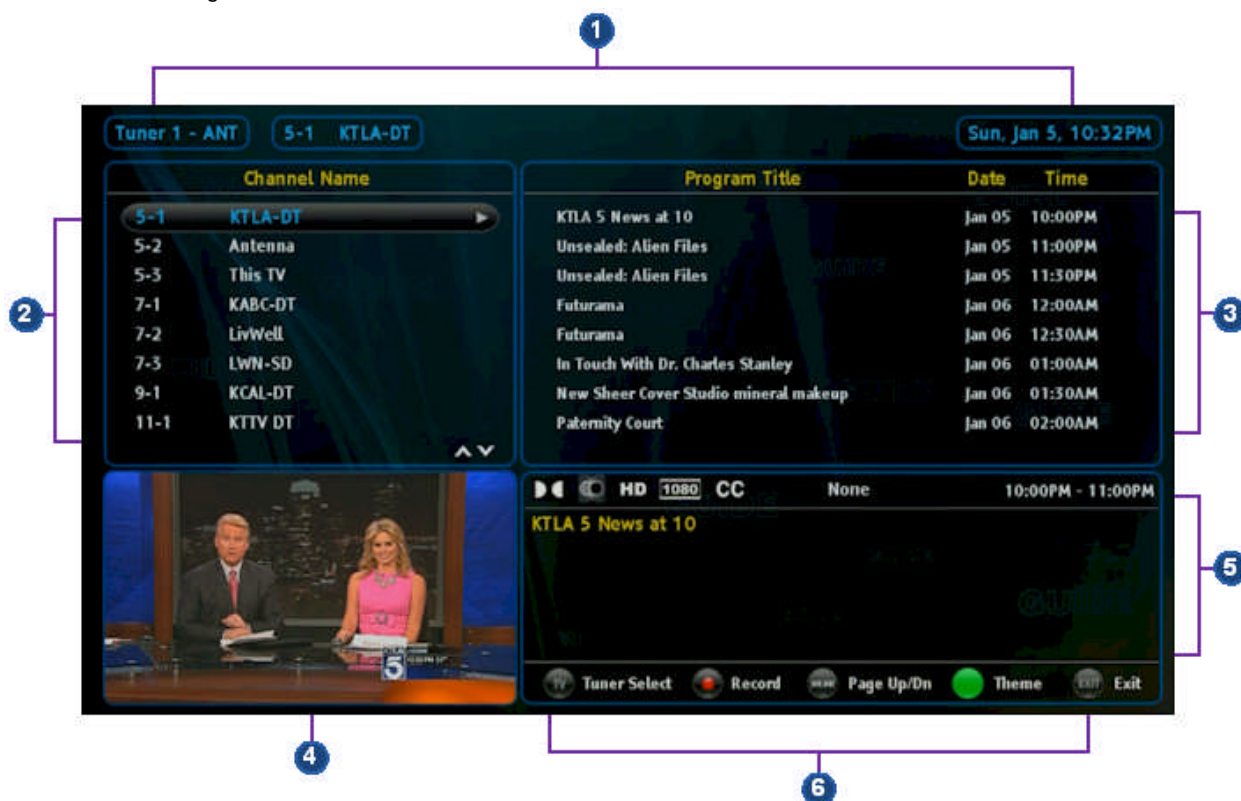 1
Tuner 1 - ANT 5-1 KTLA-DT Sun, Jan 5, 10:32PM
Channel Name Program Title Date Time
5-1 KTLA-DT KTLA 5 News at 10 Jan 05 10:00PM
5-2 Antenna Unsealed: Alien Files Jan 05 11:00PM
5-3 This TV Unsealed: Alien Files Jan 05 11:30PM
7-1 KABC-DT Futurama Jan 06 12:00AM
7-2 LivWell Futurama Jan 06 12:30AM
7-3 LWN-SD In Touch With Dr. Charles Stanley Jan 06 01:00AM
9-1 KCAL-DT New Sheer Cover Studio mineral makeup Jan 06 01:30AM
11-1 KTTV DT Paternity Court Jan 06 02:00AM
2
3
HD 1080 CC None 10:00PM - 11:00PM
KTLA 5 News at 10
5
5
TV Tuner Select Record Page Up/Dn Theme EXIT Exit
4
6